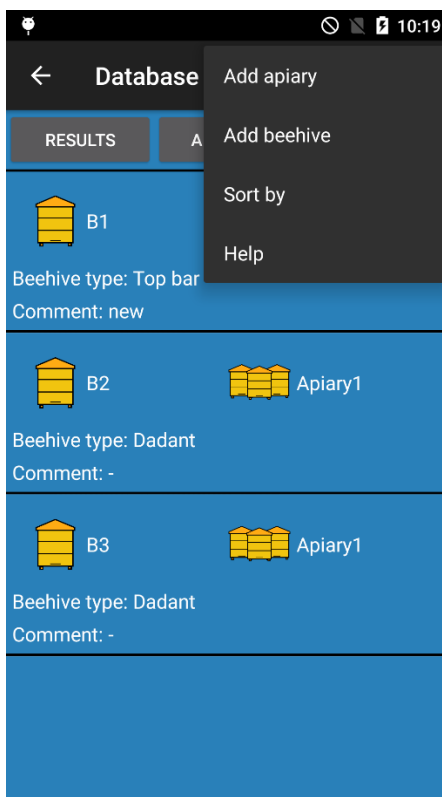 10:19
Database
Add apiary
RESULTS
A
Add beehive
Sort by
B1
Help
Beehive type: Top bar
Comment: new
B2
Apiary1
Beehive type: Dadant
Comment: -
B3
Apiary1
Beehive type: Dadant
Comment: -